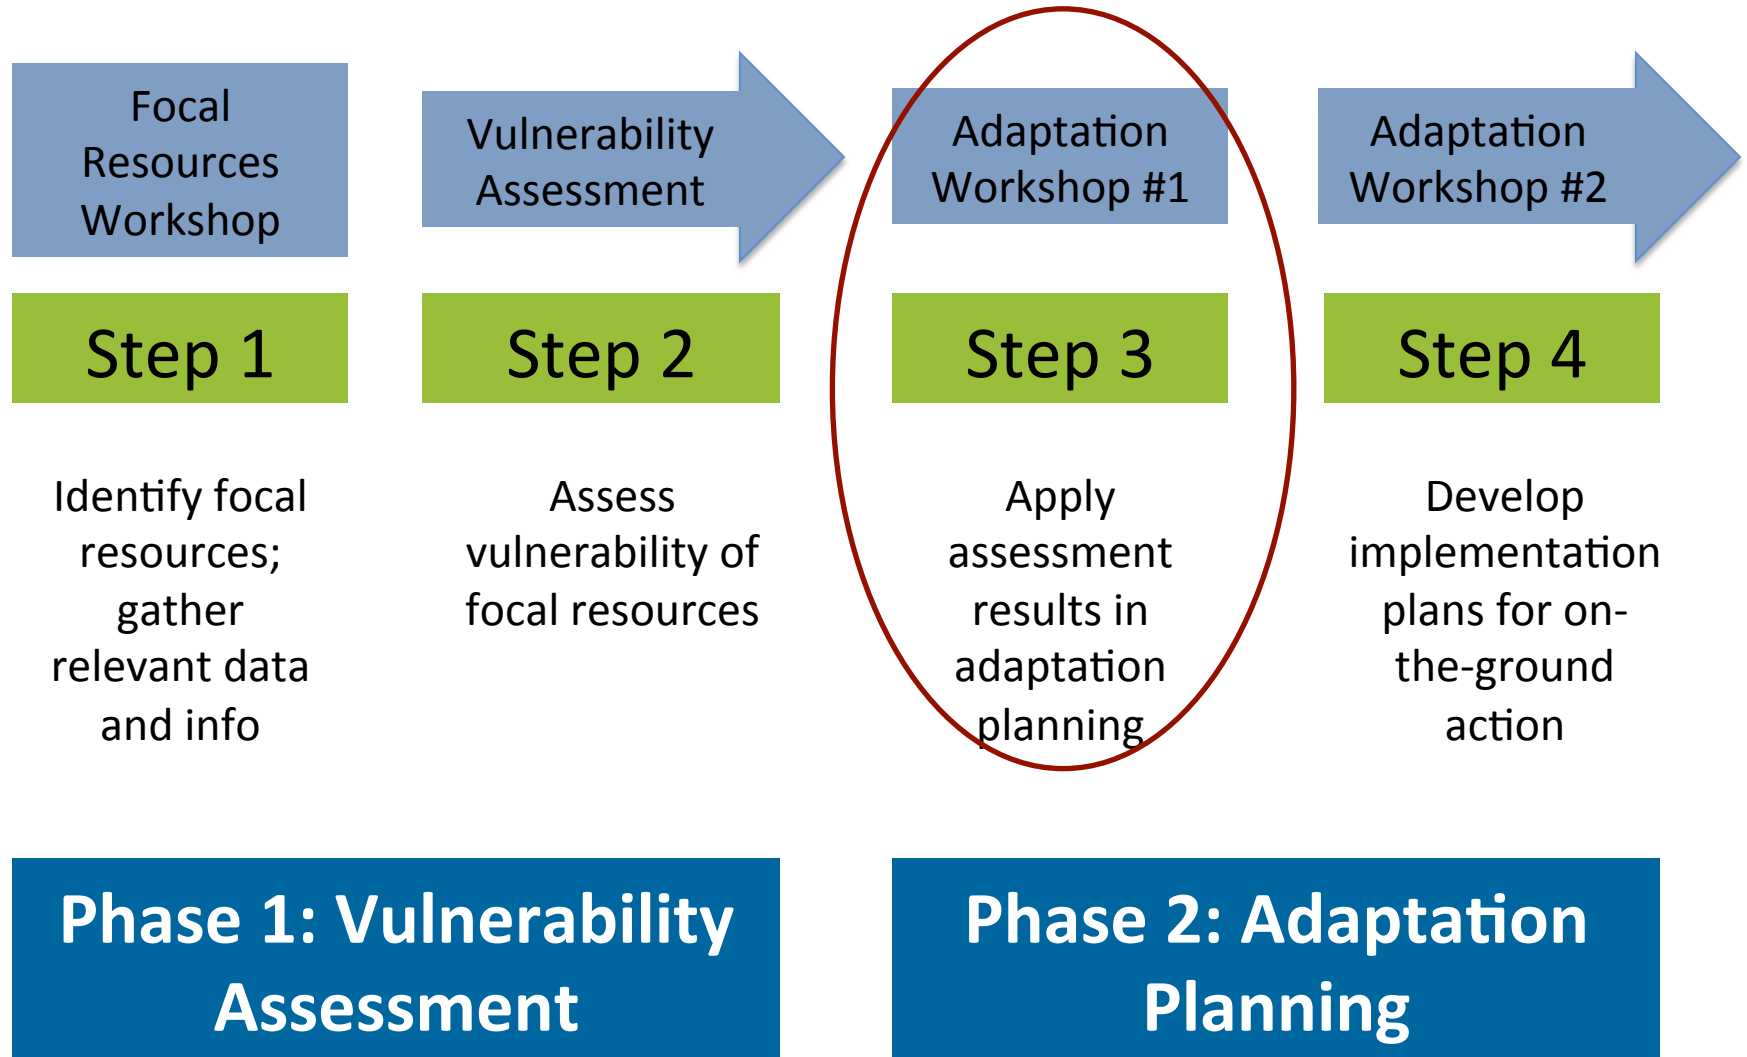 Focal
Resources
Workshop
Vulnerability
Assessment
Adaptation
Workshop #1
Adaptation
Workshop #2
Step 1
Step 2
Step 3
Step 4
Identify focal
resources;
gather
relevant data
and info
Assess
vulnerability of
focal resources
Apply
assessment
results in
adaptation
planning
Develop
implementation
plans for on-
the-ground
action
Phase 1: Vulnerability
Assessment
Phase 2: Adaptation
Planning